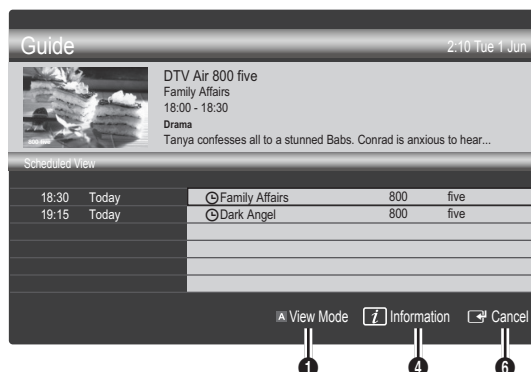 Guide 2:10 Tue 1 Jun
DTV Air 800 five
Family Affairs
18:00 - 18:30
Drama
Tanya confesses all to a stunned Babs. Conrad is anxious to hear...
800 five
Scheduled View
18:30 Today Family Affairs 800 five
19:15 Today Dark Angel 800 five
A View Mode i Information Cancel
1 4 6